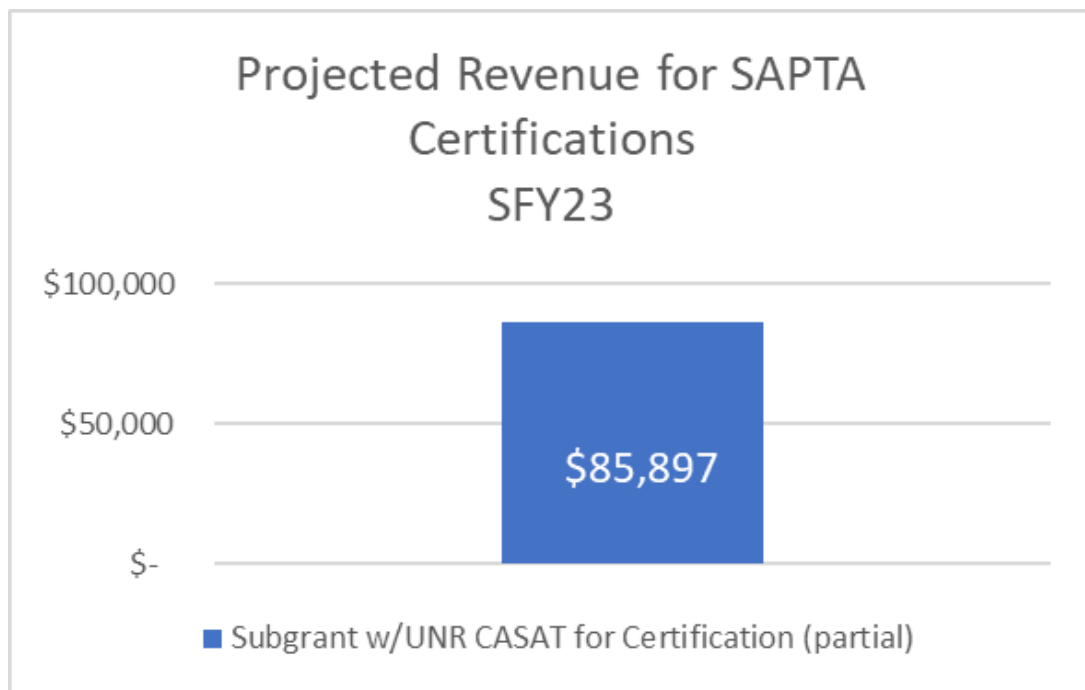 Projected Revenue for SAPTA
Certifications
SFY23
$100,000
$50,000
$85,897
$-
Subgrant w/UNR CASAT for Certification (partial)